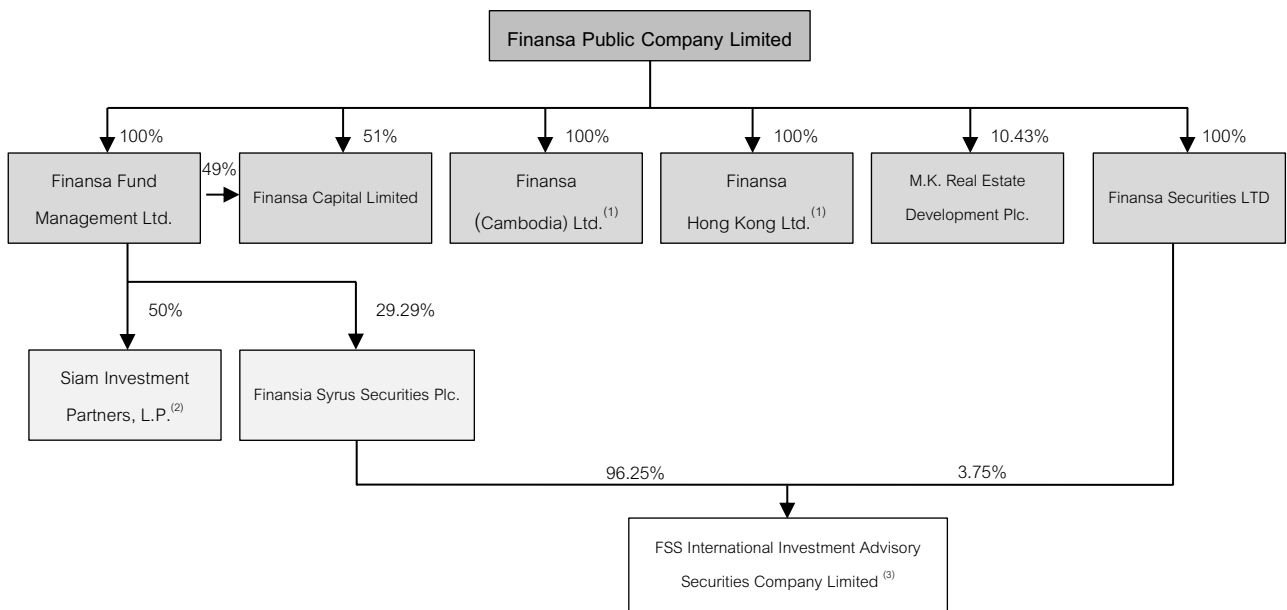 Finansa Public Company Limited
100%
51%
100%
100%
10.43%
100%
49%
Finansa Fund
Management Ltd.
Finansa Capital Limited
Finansa
(Cambodia) Ltd.(1)
Finansa
Hong Kong Ltd.(1)
M.K. Real Estate
Development Plc.
Finansa Securities LTD
50%
29.29%
Siam Investment
Partners, L.P.(2)
Finansia Syrus Securities Plc.
96.25%
3.75%
FSS International Investment Advisory
Securities Company Limited (3)